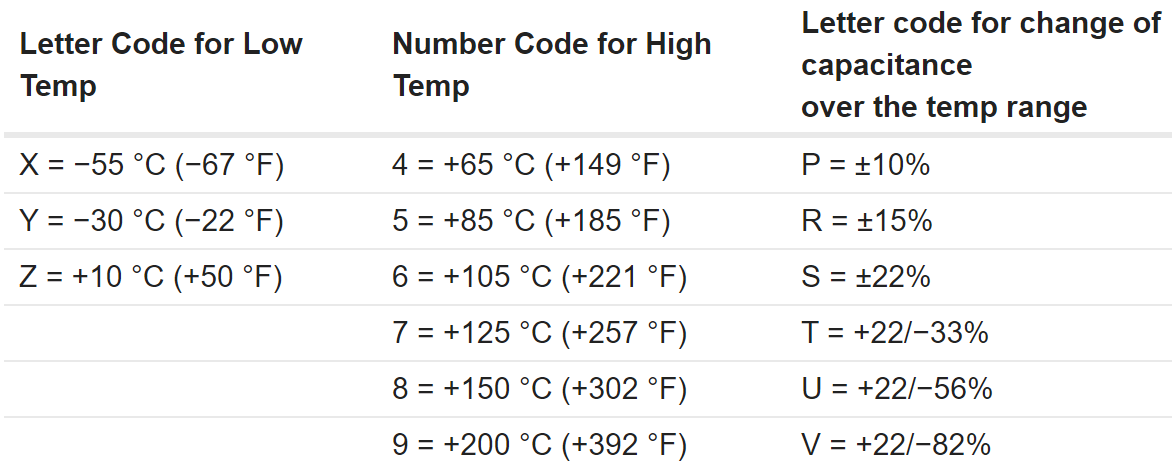 Letter Code for Low
Temp
Number Code for High
Temp
Letter code for change of
capacitance
over the temp range
X = −55 °C (−67 °F)
4 = +65 °C (+149 °F)
P = ±10%
Y = −30 °C (−22 °F)
5 = +85 °C (+185 °F)
R = ±15%
Z = +10 °C (+50 °F)
6 = +105 °C (+221 °F)
S = ±22%
7 = +125 °C (+257 °F)
T = +22/−33%
8 = +150 °C (+302 °F)
U = +22/−56%
9 = +200 °C (+392 °F)
V = +22/−82%